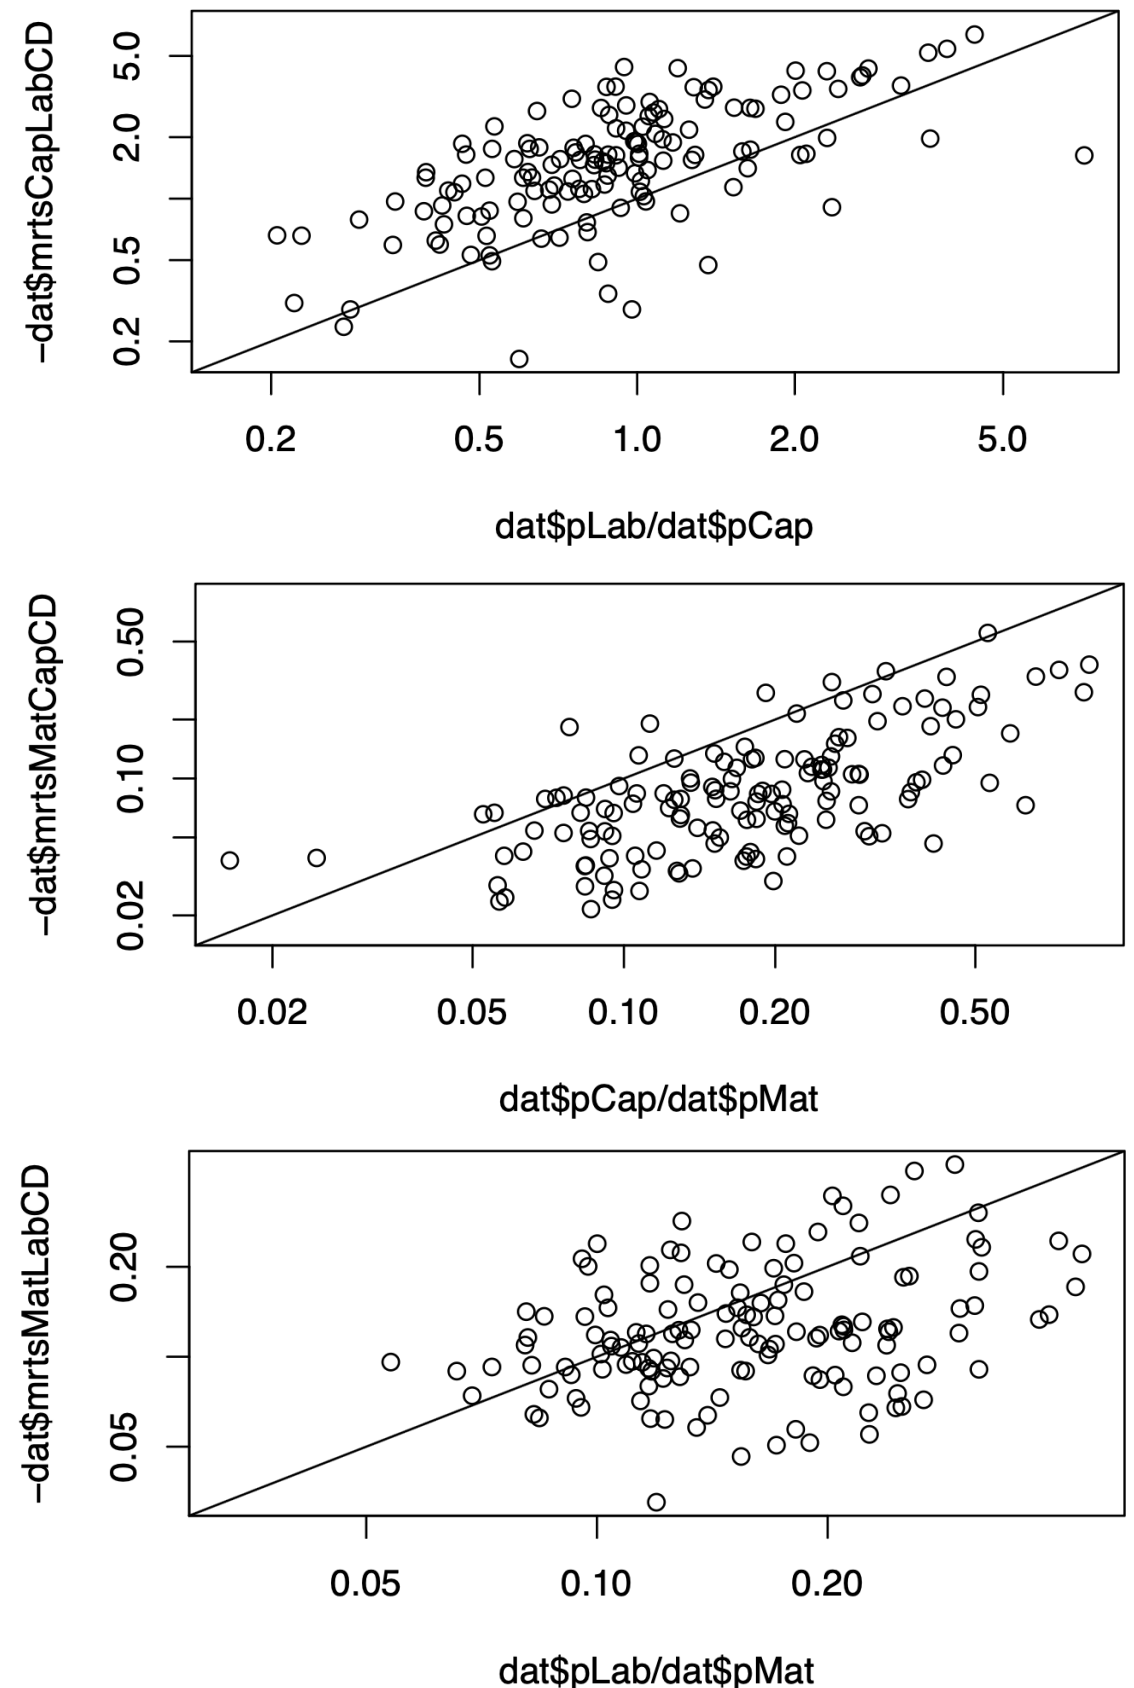 −dat$mrtsCapLabCD
5.0
2.0
0.5
0.2
0.2 0.5 1.0 2.0 5.0
dat$pLab/dat$pCap
−dat$mrtsMatCapCD
0.50
0.10
0.02
0.02 0.05 0.10 0.20 0.50
dat$pCap/dat$pMat
−dat$mrtsMatLabCD
0.20
0.05
0.05 0.10 0.20
dat$pLab/dat$pMat